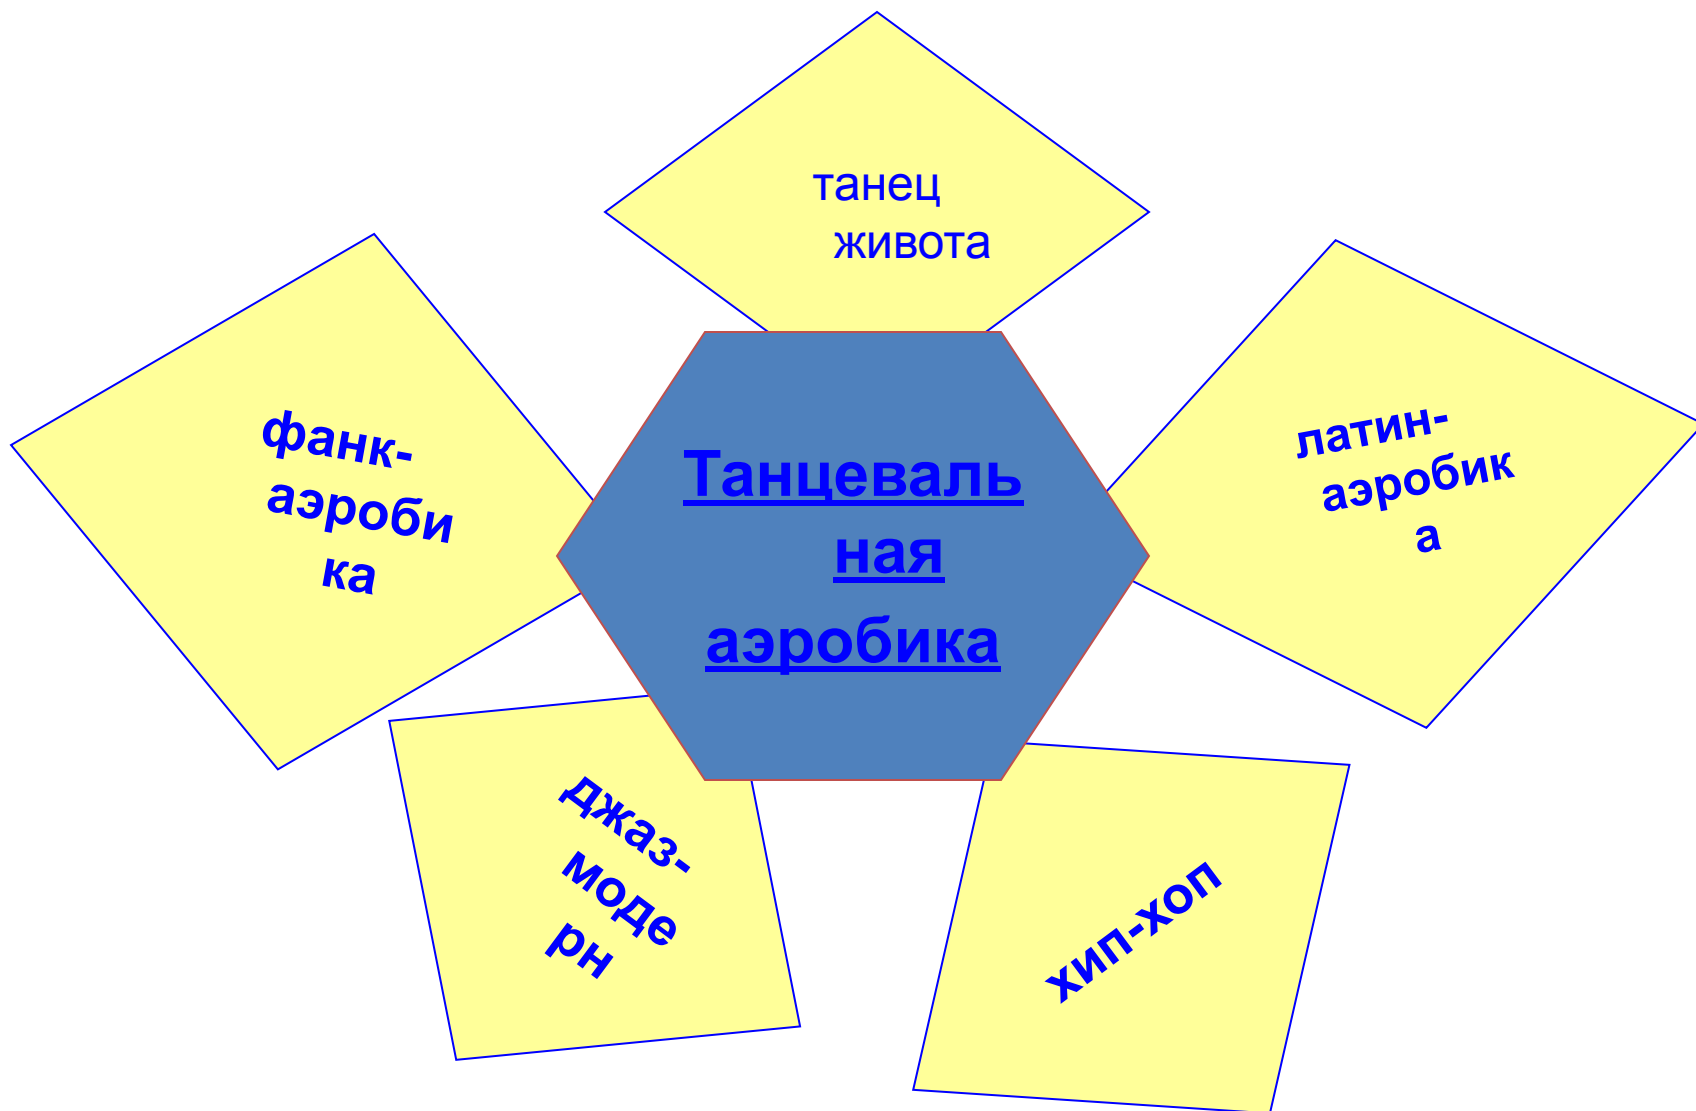 танец
живота
фанк-
аэроби
ка
латин-
аэробик
а
Танцеваль
ная
аэробика
джаз-
моде
рн
хип-хоп